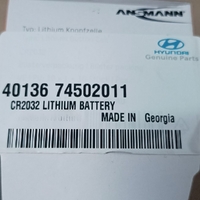 ANSMANN
Typ: Lithium Knopfzelle
HYUNDAI
Genuine Parts
40136 74502011
CR2032 LITHIUM BATTERY
MADE IN Georgia